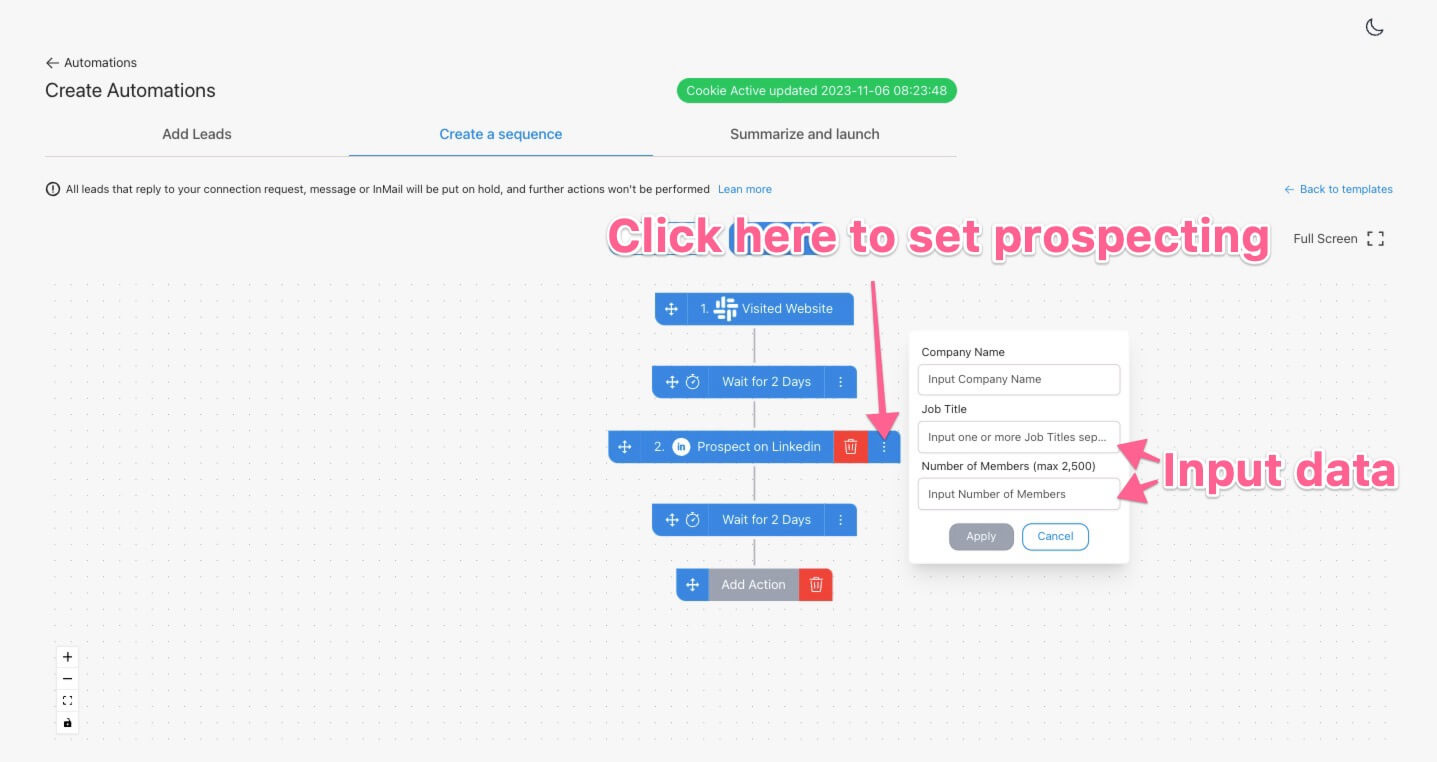 Automations
Create Automations
Cookie Active updated 2023-11-06 08:23:48
Add Leads
Create a sequence
Summarize and launch
All leads that reply to your connection request, message or InMail will be put on hold, and further actions won't be performed Lean more
Back to templates
Click here to set prospecting
Full Screen
1. Visited Website
Wait for 2 Days
2. in Prospect on Linkedin
Wait for 2 Days
Add Action
Company Name
Input Company Name
Job Title
Input one or more Job Titles sep...
Number of Members (max 2,500)
Input Number of Members
Apply
Cancel
Input data